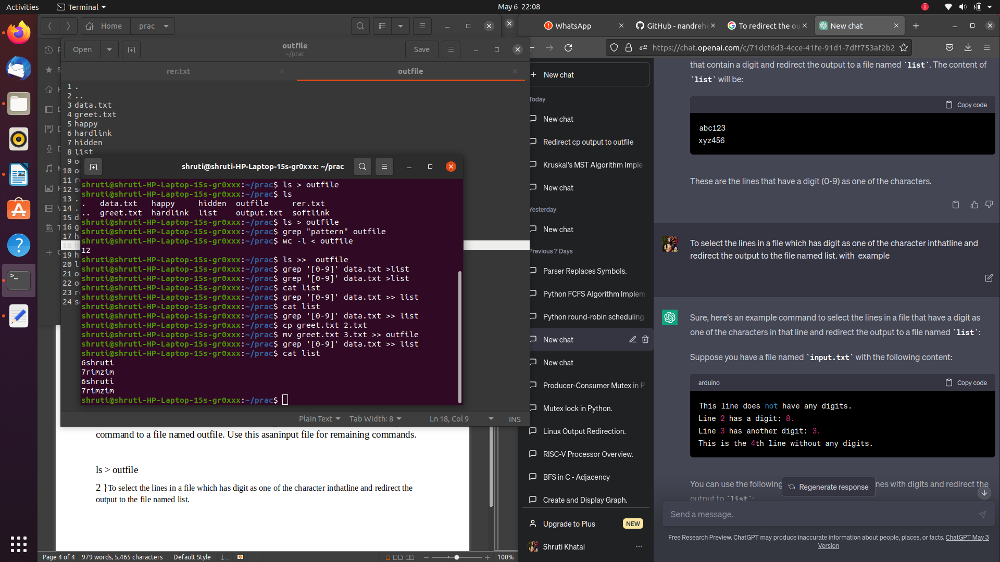 Activities
Terminal
May 6 22:08
Home
prac
WhatsApp
GitHub - nandrehe
To redirect the ou
New chat
Open
outfile
~/prac
Save
https://chat.openai.com/c/71dcf6d3-4cce-41fe-91d1-7dff753af2b2
rer.txt
outfile
1 .
2 ..
3 data.txt
4 greet.txt
5 happy
6 hardlink
7 hidden
8 list
9
10
11
12
13 .
14
15
16
17
18
19
20
21
22
23
24
shruti@shruti-HP-Laptop-15s-gr0xxx: ~/prac
shruti@shruti-HP-Laptop-15s-gr0xxx:~/prac$ ls > outfile
shruti@shruti-HP-Laptop-15s-gr0xxx:~/prac$ ls
. data.txt happy hidden outfile rer.txt
.. greet.txt hardlink list output.txt softlink
shruti@shruti-HP-Laptop-15s-gr0xxx:~/prac$ ls > outfile
shruti@shruti-HP-Laptop-15s-gr0xxx:~/prac$ grep "pattern" outfile
shruti@shruti-HP-Laptop-15s-gr0xxx:~/prac$ wc -l < outfile
12
shruti@shruti-HP-Laptop-15s-gr0xxx:~/prac$ ls >> outfile
shruti@shruti-HP-Laptop-15s-gr0xxx:~/prac$ grep '[0-9]' data.txt >list
shruti@shruti-HP-Laptop-15s-gr0xxx:~/prac$ grep '[0-9]' data.txt >list
shruti@shruti-HP-Laptop-15s-gr0xxx:~/prac$ cat list
shruti@shruti-HP-Laptop-15s-gr0xxx:~/prac$ grep '[0-9]' data.txt >> list
shruti@shruti-HP-Laptop-15s-gr0xxx:~/prac$ cat list
shruti@shruti-HP-Laptop-15s-gr0xxx:~/prac$ grep '[0-9]' data.txt >> list
shruti@shruti-HP-Laptop-15s-gr0xxx:~/prac$ cp greet.txt 2.txt
shruti@shruti-HP-Laptop-15s-gr0xxx:~/prac$ mv greet.txt 3.txt >> outfile
shruti@shruti-HP-Laptop-15s-gr0xxx:~/prac$ grep '[0-9]' data.txt >> list
shruti@shruti-HP-Laptop-15s-gr0xxx:~/prac$ cat list
6shruti
7rimzim
6shruti
7rimzim
shruti@shruti-HP-Laptop-15s-gr0xxx:~/prac$
Plain Text
Tab Width: 8
Ln 18, Col 9
INS
command to a file named outfile. Use this asaninput file for remaining commands.
ls > outfile
2 }To select the lines in a file which has digit as one of the character inthatline and redirect the
output to the file named list.
Page 4 of 4
979 words, 5,465 characters
Default Style
100%
New chat
Today
New chat
Redirect cp output to outfile
Kruskal's MST Algorithm Imple
New chat
Yesterday
New chat
Previous 7 Days
Parser Replaces Symbols.
Python FCFS Algorithm Implem
Python round-robin scheduling.
New chat
New chat
Producer-Consumer Mutex in P
Mutex lock in Python.
Linux Output Redirection.
RISC-V Processor Overview.
BFS in C - Adjacency
Create and Display Graph.
Upgrade to Plus
NEW
Shruti Khatal
that contain a digit and redirect the output to a file named `list`. The content of
`list` will be:
Copy code
abc123
xyz456
These are the lines that have a digit (0-9) as one of the characters.
To select the lines in a file which has digit as one of the character inthatline and
redirect the output to the file named list. with example
Sure, here's an example command to select the lines in a file that have a digit as
one of the characters in that line and redirect the output to a file named `list`:
Suppose you have a file named `input.txt` with the following content:
arduino
Copy code
This line does not have any digits.
Line 2 has a digit: 8.
Line 3 has another digit: 3.
This is the 4th line without any digits.
You can use the following
Regenerate response
nes with digits and redirect the
output to `list`:
Send a message.
Free Research Preview. ChatGPT may produce inaccurate information about people, places, or facts. ChatGPT May 3
Version